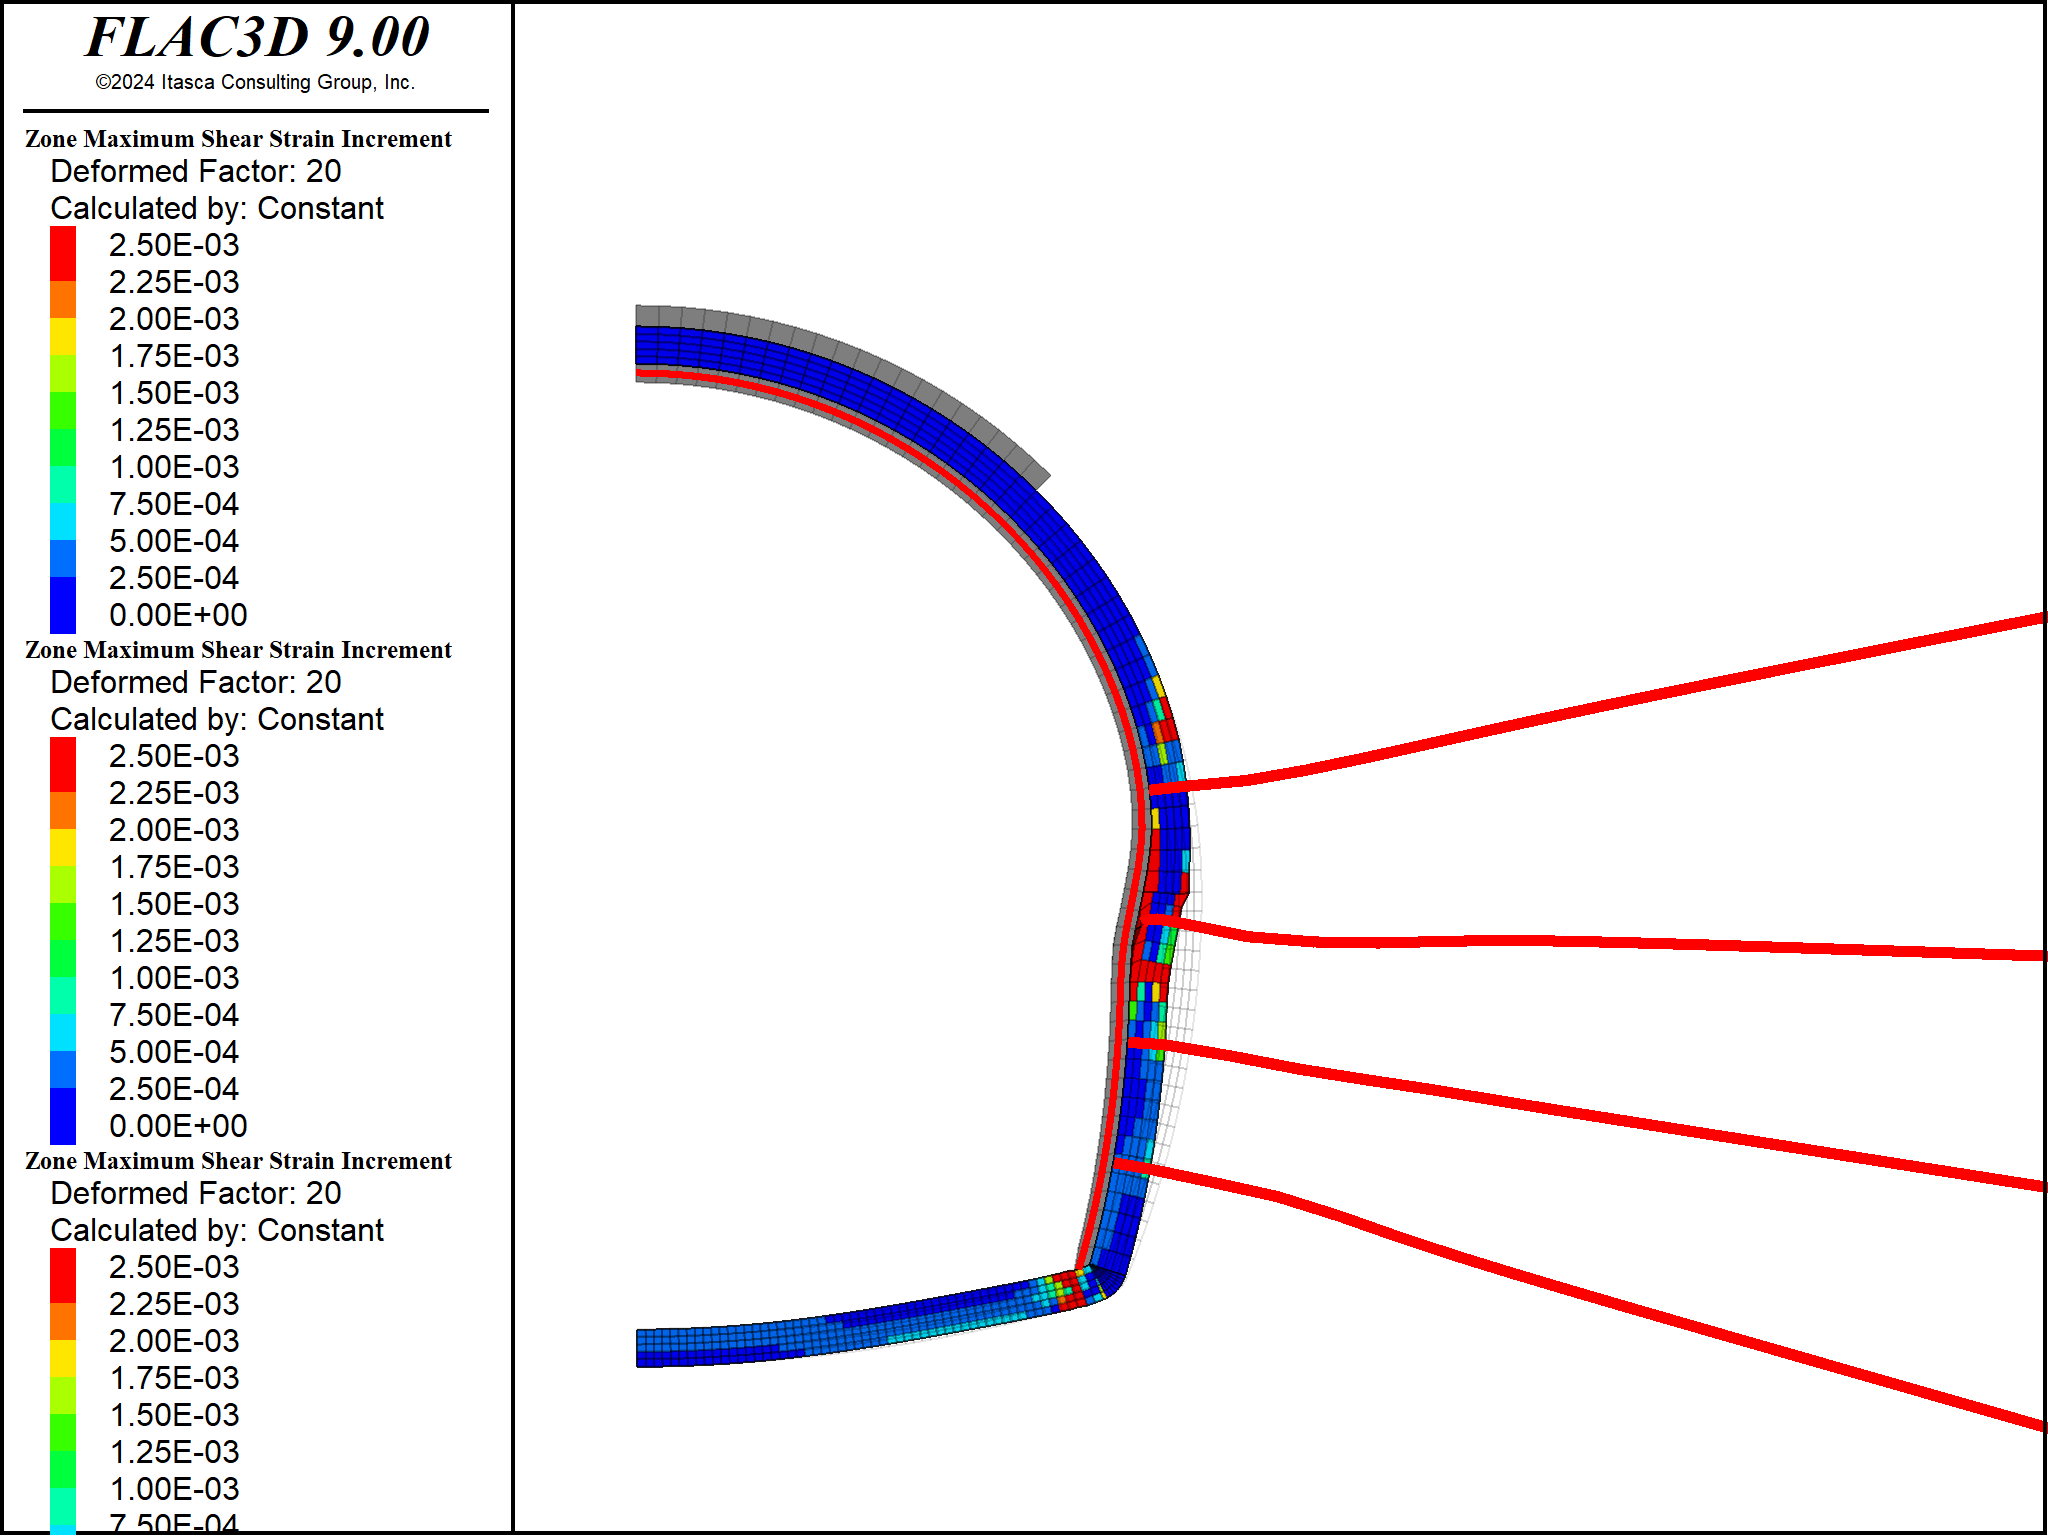 FLAC3D 9.00
©2024 Itasca Consulting Group, Inc.
Zone Maximum Shear Strain Increment
Deformed Factor: 20
Calculated by: Constant
2.50E-03
2.25E-03
2.00E-03
1.75E-03
1.50E-03
1.25E-03
1.00E-03
7.50E-04
5.00E-04
2.50E-04
0.00E+00
Zone Maximum Shear Strain Increment
Deformed Factor: 20
Calculated by: Constant
2.50E-03
2.25E-03
2.00E-03
1.75E-03
1.50E-03
1.25E-03
1.00E-03
7.50E-04
5.00E-04
2.50E-04
0.00E+00
Zone Maximum Shear Strain Increment
Deformed Factor: 20
Calculated by: Constant
2.50E-03
2.25E-03
2.00E-03
1.75E-03
1.50E-03
1.25E-03
1.00E-03
7.50E-04